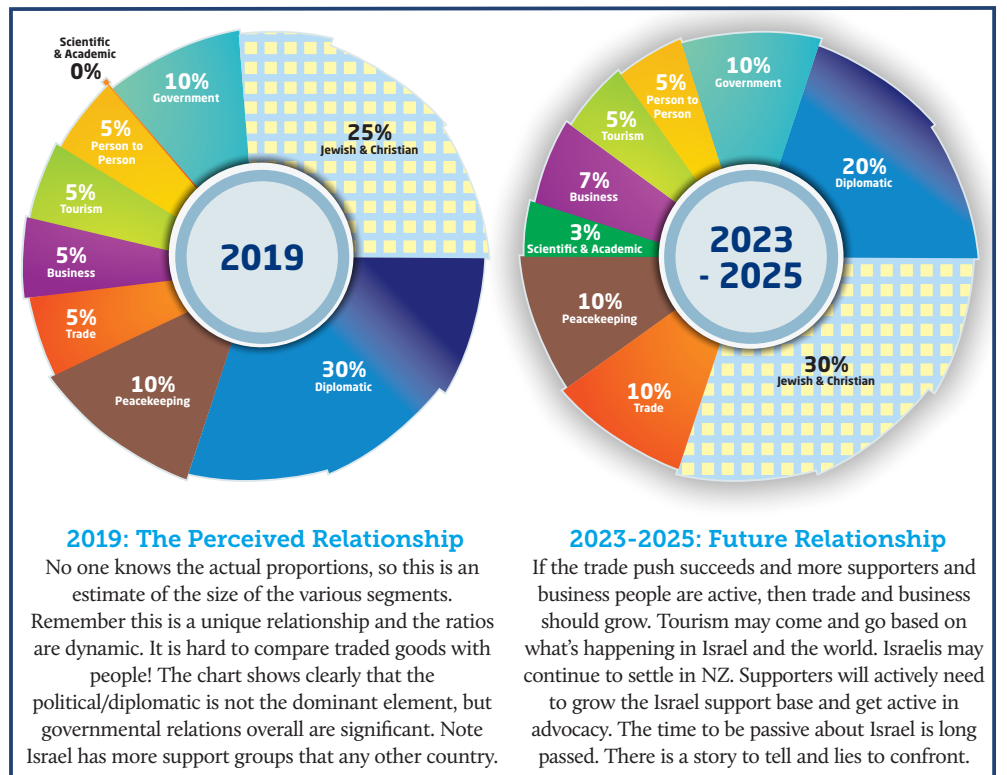 Scientific
& Academic
0%
10%
Government
25%
Jewish & Christian
5%
Person to
Person
5%
Tourism
5%
Business
5%
Trade
10%
Peacekeeping
30%
Diplomatic
2019
10%
Government
5%
Person to
Person
5%
Tourism
7%
Business
3%
Scientific & Academic
10%
Peacekeeping
10%
Trade
30%
Jewish & Christian
20%
Diplomatic
2023
- 2025
2019: The Perceived Relationship
No one knows the actual proportions, so this is an
estimate of the size of the various segments.
Remember this is a unique relationship and the ratios
are dynamic. It is hard to compare traded goods with
people! The chart shows clearly that the
political/diplomatic is not the dominant element, but
governmental relations overall are significant. Note
Israel has more support groups that any other country.
2023-2025: Future Relationship
If the trade push succeeds and more supporters and
business people are active, then trade and business
should grow. Tourism may come and go based on
what's happening in Israel and the world. Israelis may
continue to settle in NZ. Supporters will actively need
to grow the Israel support base and get active in
advocacy. The time to be passive about Israel is long
passed. There is a story to tell and lies to confront.